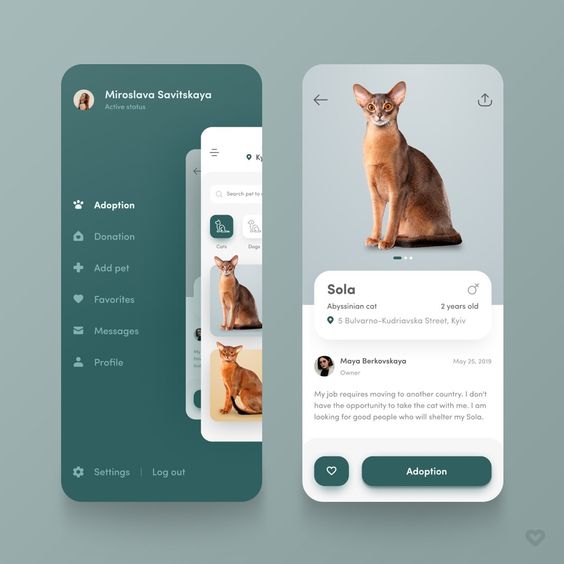 Miroslava Savitskaya
Active status
Adoption
Donation
Add pet
Favorites
Messages
Profile
Settings | Log out
Ky
Search pet to
Cats
Dogs
My
Sola
Abyssinian cat
2 years old
5 Bulvarno-Kudriavska Street, Kyiv
Maya Berkovskaya
May 25, 2019
Owner
My job requires moving to another country. I don't
have the opportunity to take the cat with me. I am
looking for good people who will shelter my Sola.
Adoption